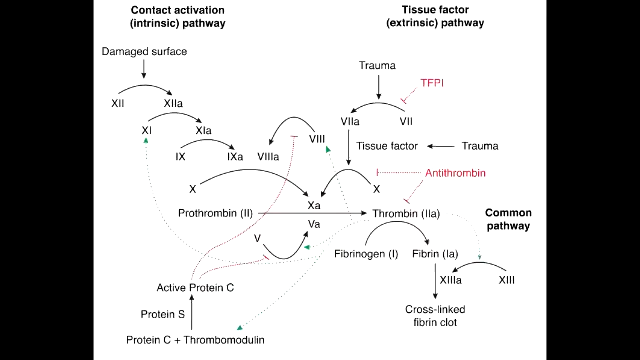 Contact activation
(intrinsic) pathway
Tissue factor
(extrinsic) pathway
Damaged surface
Trauma
TFPI
XII
XIIa
VIIa
VII
XI
XIa
VIII
IX
IXa
VIIIa
Tissue factor
Trauma
X
X
Antithrombin
Xa
Prothrombin (II)
Thrombin (IIa)
Common
pathway
Va
V
Fibrinogen (I)
Fibrin (Ia)
XIIIa
XIII
Active Protein C
Cross-linked
fibrin clot
Protein S
Protein C + Thrombomodulin